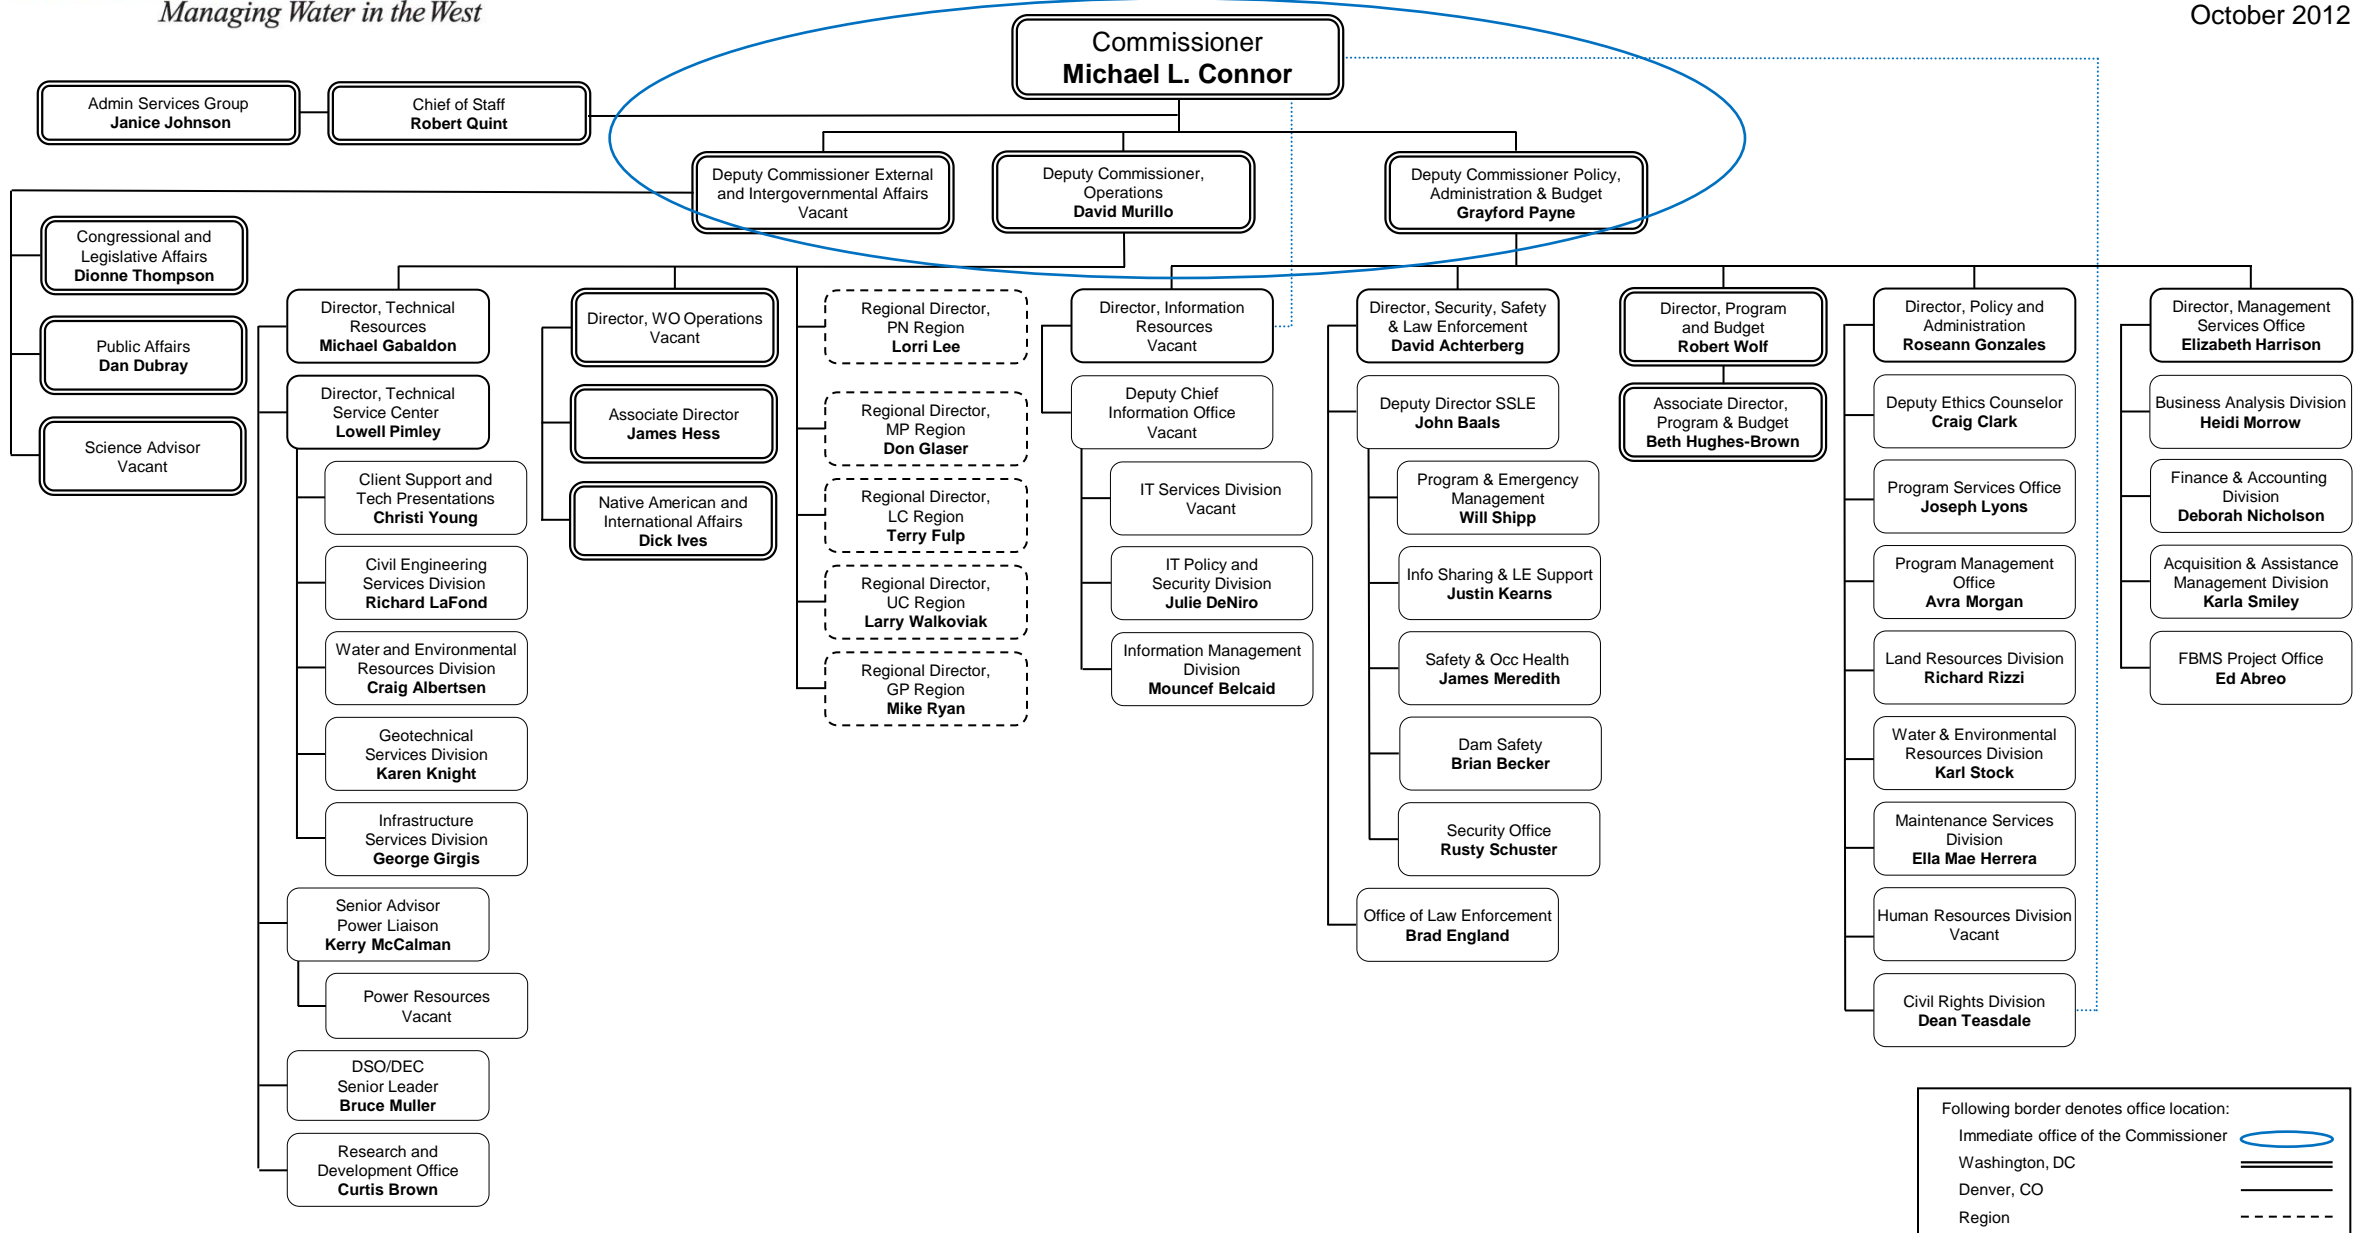 Managing Water in the West
October 2012
Commissioner
Michael L. Connor
Admin Services Group
Janice Johnson
Chief of Staff
Robert Quint
Deputy Commissioner External
and Intergovernmental Affairs
Vacant
Deputy Commissioner,
Operations
David Murillo
Deputy Commissioner Policy,
Administration & Budget
Grayford Payne
Congressional and
Legislative Affairs
Dionne Thompson
Public Affairs
Dan Dubray
Science Advisor
Vacant
Director, Technical
Resources
Michael Gabaldon
Director, Technical
Service Center
Lowell Pimley
Client Support and
Tech Presentations
Christi Young
Civil Engineering
Services Division
Richard LaFond
Water and Environmental
Resources Division
Craig Albertsen
Geotechnical
Services Division
Karen Knight
Infrastructure
Services Division
George Girgis
Senior Advisor
Power Liaison
Kerry McCalman
Power Resources
Vacant
DSO/DEC
Senior Leader
Bruce Muller
Research and
Development Office
Curtis Brown
Director, WO Operations
Vacant
Associate Director
James Hess
Native American and
International Affairs
Dick Ives
Regional Director,
PN Region
Lorri Lee
Regional Director,
MP Region
Don Glaser
Regional Director,
LC Region
Terry Fulp
Regional Director,
UC Region
Larry Walkoviak
Regional Director,
GP Region
Mike Ryan
Director, Information
Resources
Vacant
Deputy Chief
Information Office
Vacant
IT Services Division
Vacant
IT Policy and
Security Division
Julie DeNiro
Information Management
Division
Mouncef Belcaid
Director, Security, Safety
& Law Enforcement
David Achterberg
Deputy Director SSLE
John Baals
Program & Emergency
Management
Will Shipp
Info Sharing & LE Support
Justin Kearns
Safety & Occ Health
James Meredith
Dam Safety
Brian Becker
Security Office
Rusty Schuster
Office of Law Enforcement
Brad England
Director, Program
and Budget
Robert Wolf
Associate Director,
Program & Budget
Beth Hughes-Brown
Director, Policy and
Administration
Roseann Gonzales
Deputy Ethics Counselor
Craig Clark
Program Services Office
Joseph Lyons
Program Management
Office
Avra Morgan
Land Resources Division
Richard Rizzi
Water & Environmental
Resources Division
Karl Stock
Maintenance Services
Division
Ella Mae Herrera
Human Resources Division
Vacant
Civil Rights Division
Dean Teasdale
Director, Management
Services Office
Elizabeth Harrison
Business Analysis Division
Heidi Morrow
Finance & Accounting
Division
Deborah Nicholson
Acquisition & Assistance
Management Division
Karla Smiley
FBMS Project Office
Ed Abreo
Following border denotes office location:
Immediate office of the Commissioner
Washington, DC
Denver, CO
Region